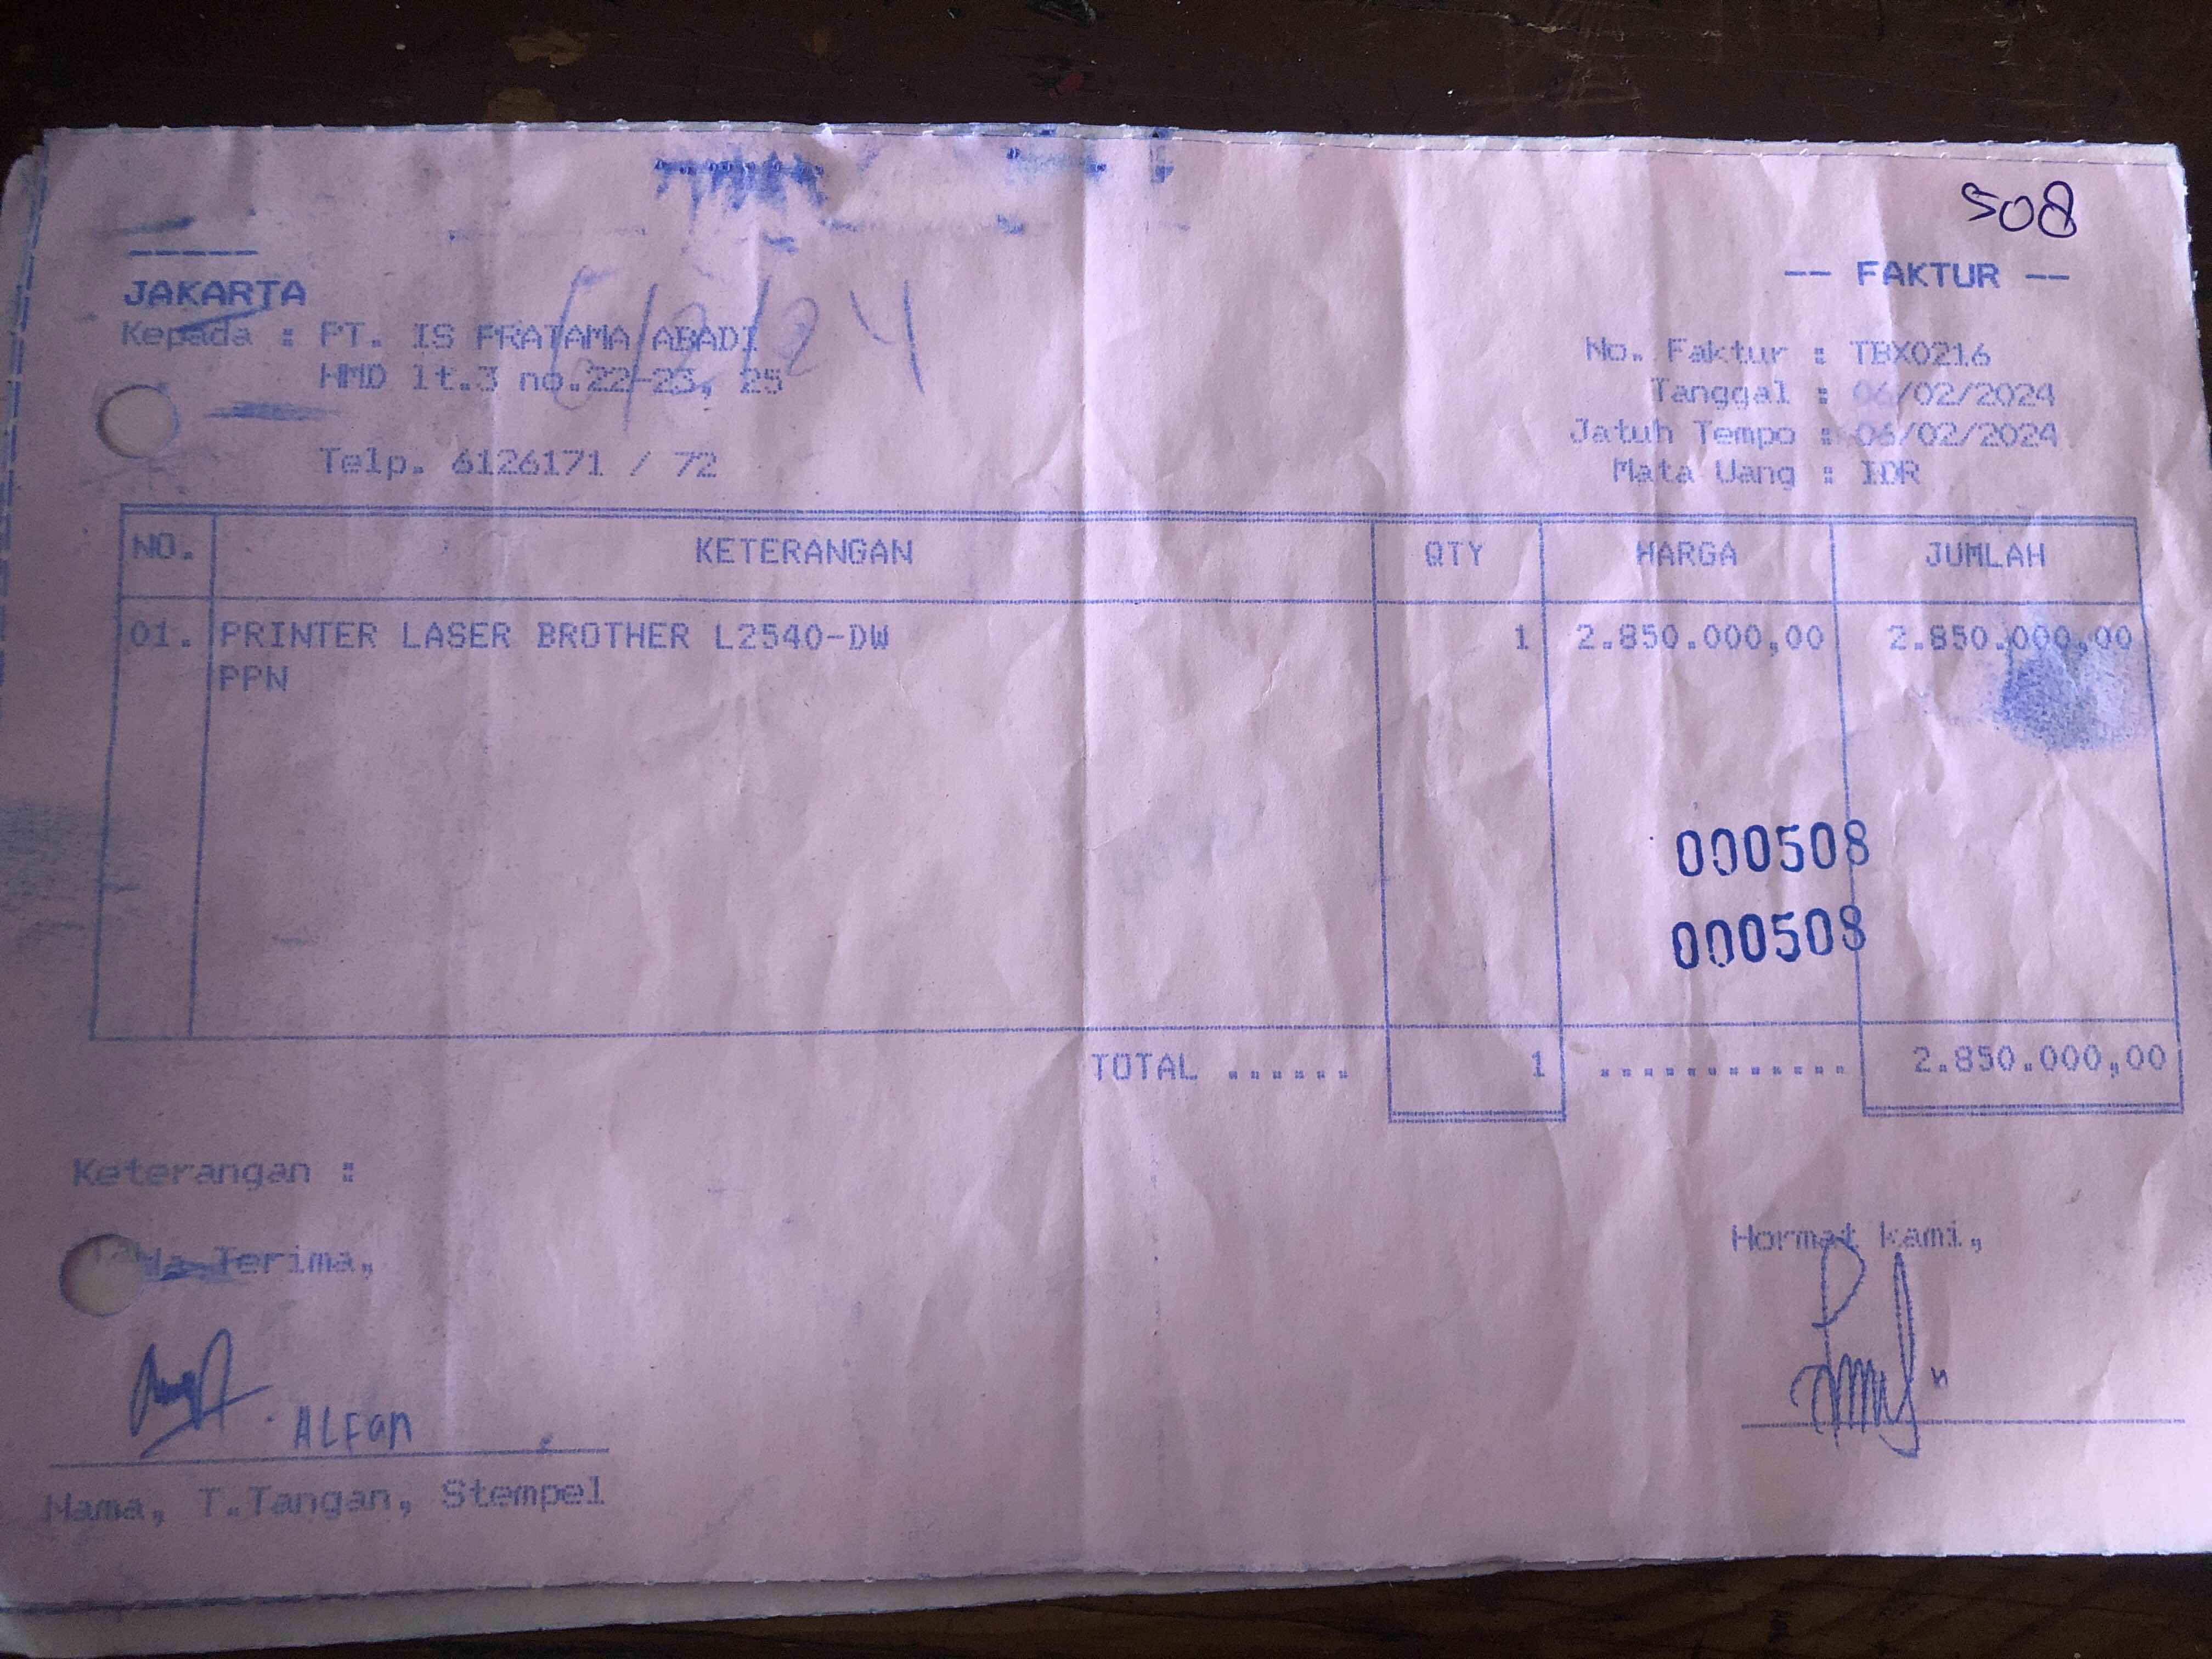 508
-- FAKTUR --
JAKARTA
Kepada : PT. IS PRATAMA ABADI
HMD lt.3 no.22-23, 25
Telp. 6126171 / 72
6/2/24
No. Faktur : TBX0216
Tanggal : 06/02/2024
Jatuh Tempo : 06/02/2024
Mata Uang : IDR
NO. KETERANGAN QTY HARGA JUMLAH
01. PRINTER LASER BROTHER L2540-DW 1 2.850.000,00 2.850.000,00
PPN
000508
000508
TOTAL ...... 1 ............ 2.850.000,00
Keterangan :
Terima,
Hormat kami,
ALFAN
Nama, T.Tangan, Stempel